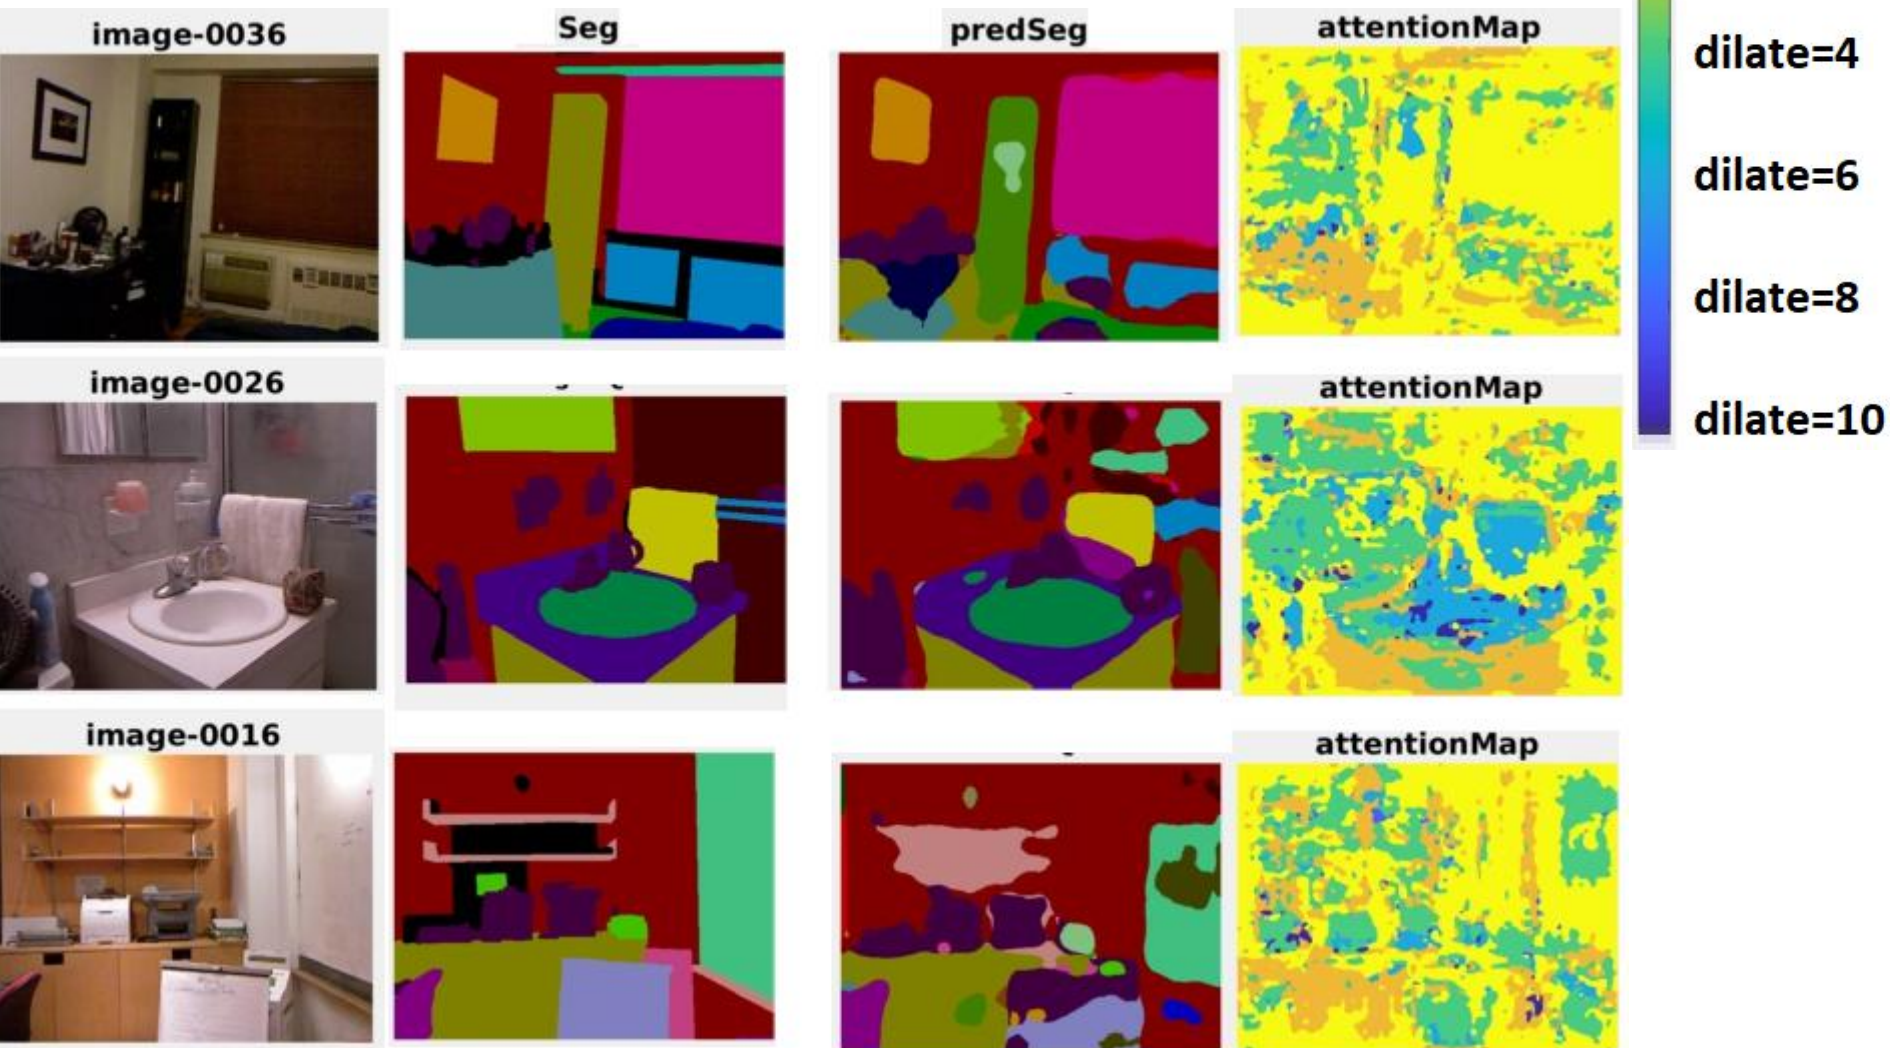 image-0036
Seg
predSeg
attentionMap
dilate=4
dilate=6
dilate=8
dilate=10
image-0026
attentionMap
image-0016
attentionMap